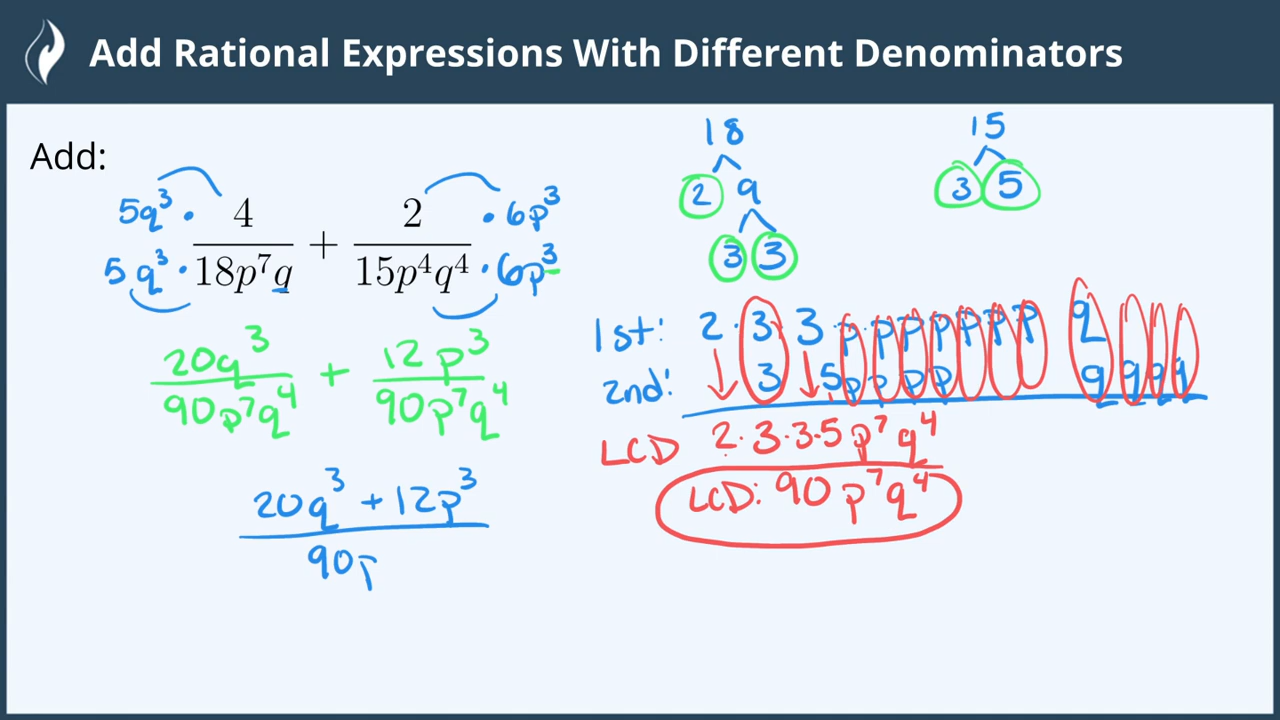 Add Rational Expressions With Different Denominators
Add:
5q³ · 4 / 18p⁷q · 5q³ + 2 / 15p⁴q⁴ · 6p³ · 6p³
20q³ / 90p⁷q⁴ + 12p³ / 90p⁷q⁴
20q³ + 12p³
90p
18
2 9
3 3
15
3 5
1st: 2 · 3 · 3 · p · p p p p p p q
2nd: 3 5 p p p p q q q q
LCD 2 · 3 · 3 · 5 p⁷ q⁴
LCD: 90 p⁷ q⁴